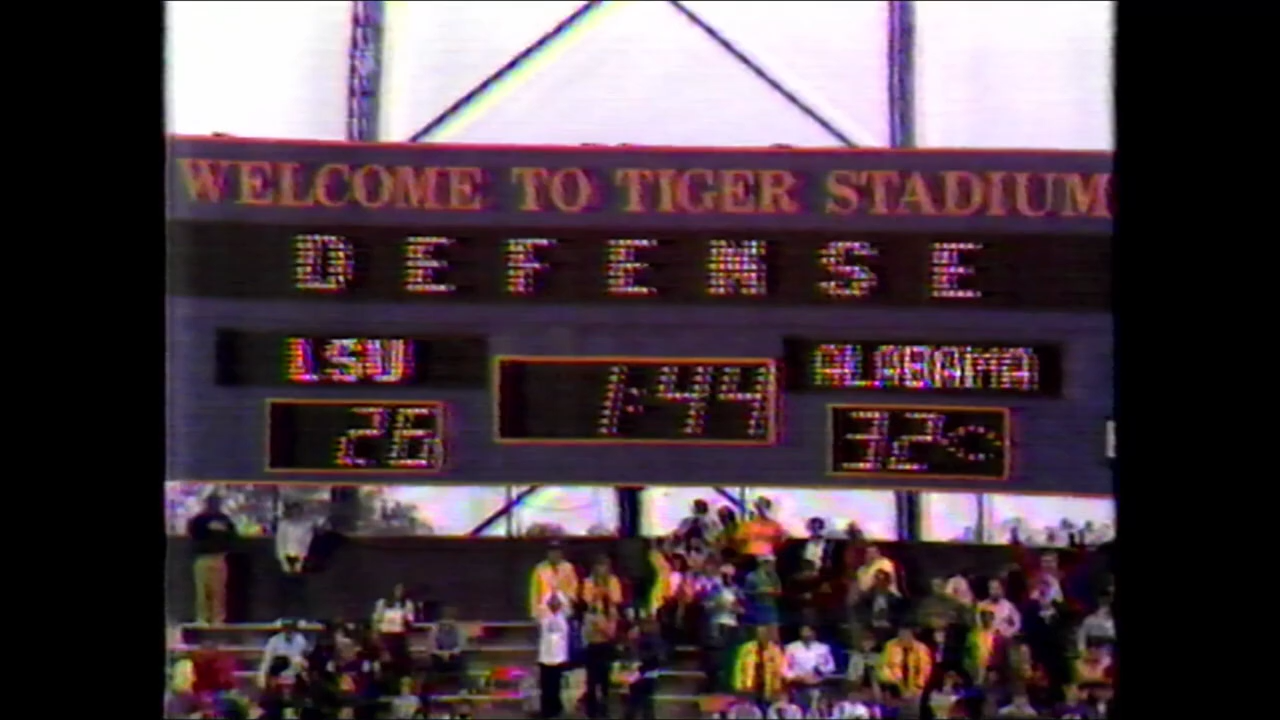 WELCOME TO TIGER STADIUM
DEFENSE
LSU ALABAMA
1:44
26 32